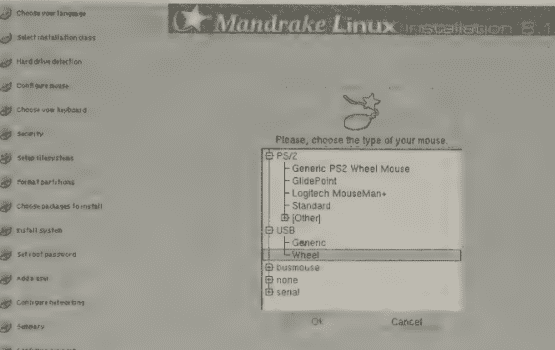 Choose your language
Select installation class
Hard drive detection
Configure mouse
Choose your keyboard
Security
Setup filesystems
Format partitions
Choose packages to install
Install system
Set root password
Add a user
Configure networking
Summary
Mandrake Linux Installation 8.1
Please, choose the type of your mouse.
PS/2
Generic PS2 Wheel Mouse
GlidePoint
Logitech MouseMan+
Standard
[Other]
USB
Generic
Wheel
busmouse
none
serial
Ok
Cancel